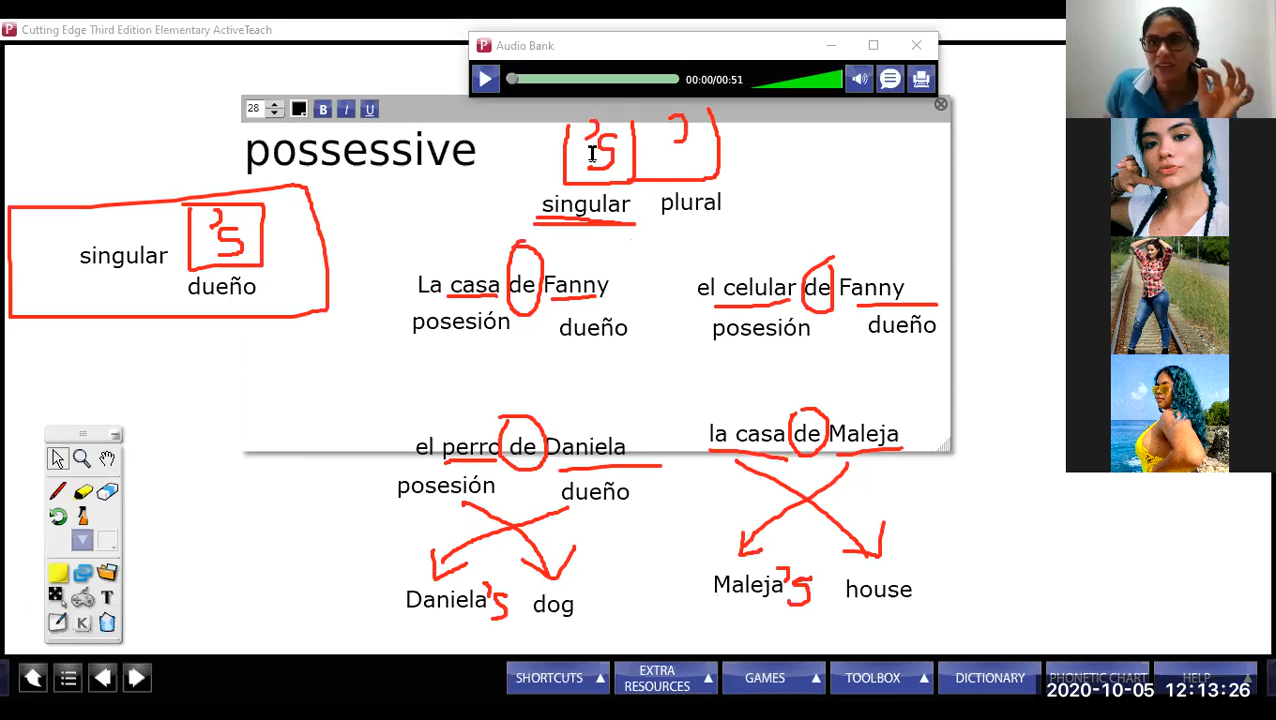 Cutting Edge Third Edition Elementary ActiveTeach
Audio Bank
00:00/00:51
28 B I U
possessive
's '
singular plural
singular 's
dueño
La casa de Fanny
posesión dueño
el celular de Fanny
posesión dueño
el perro de Daniela
posesión dueño
la casa de Maleja
Daniela's dog
Maleja's house
SHORTCUTS
EXTRA
RESOURCES
GAMES
TOOLBOX
DICTIONARY
PHONETIC CHART
HELP
2020-10-05 12:13:26